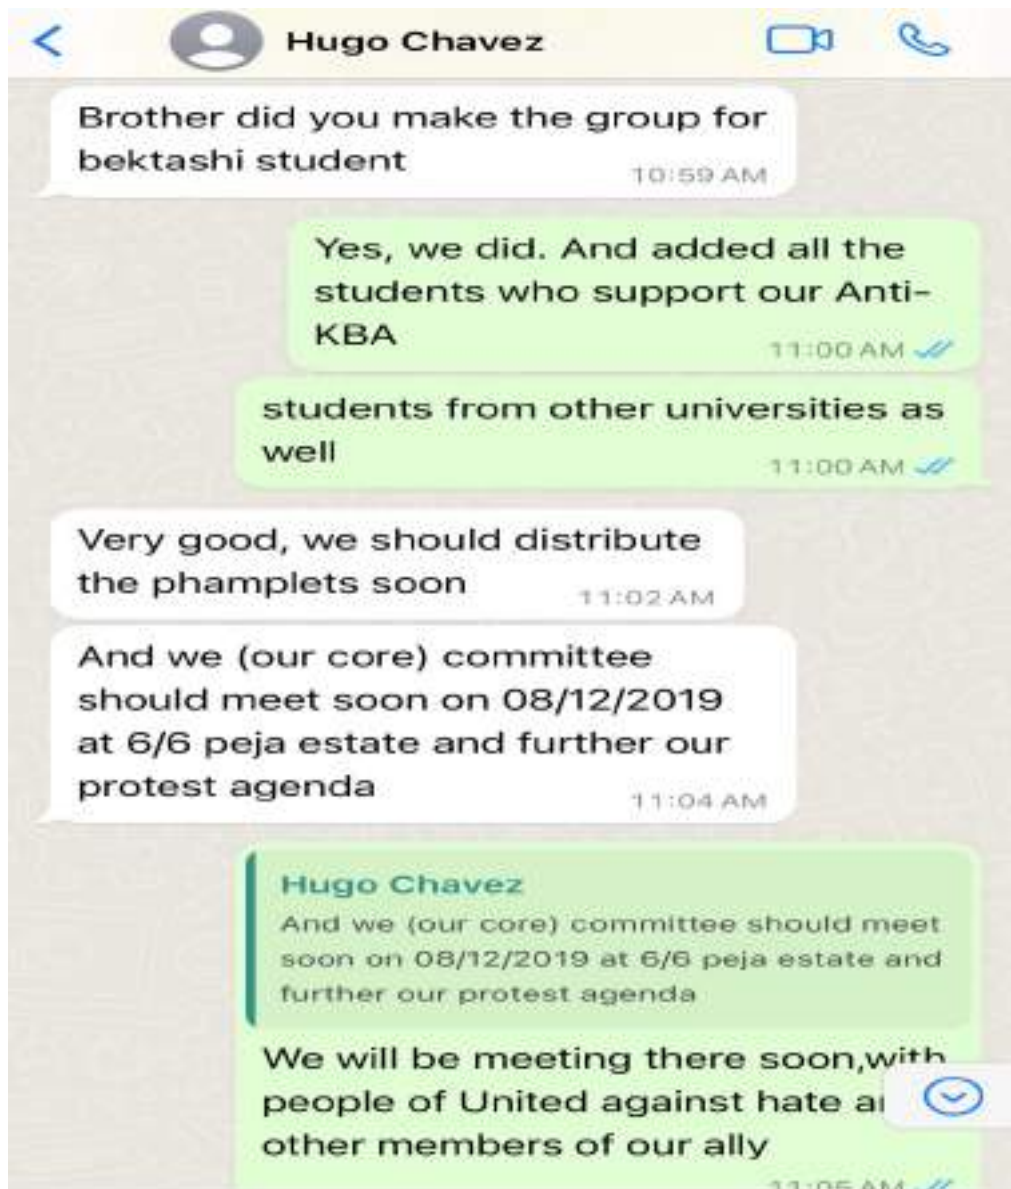 Hugo Chavez
Brother did you make the group for
bektashi student
10:59 AM
Yes, we did. And added all the
students who support our Anti-
KBA
11:00 AM
students from other universities as
well
11:00 AM
Very good, we should distribute
the phamplets soon
11:02 AM
And we (our core) committee
should meet soon on 08/12/2019
at 6/6 peja estate and further our
protest agenda
11:04 AM
Hugo Chavez
And we (our core) committee should meet
soon on 08/12/2019 at 6/6 peja estate and
further our protest agenda
We will be meeting there soon,with
people of United against hate
other members of our ally
11:05 AM